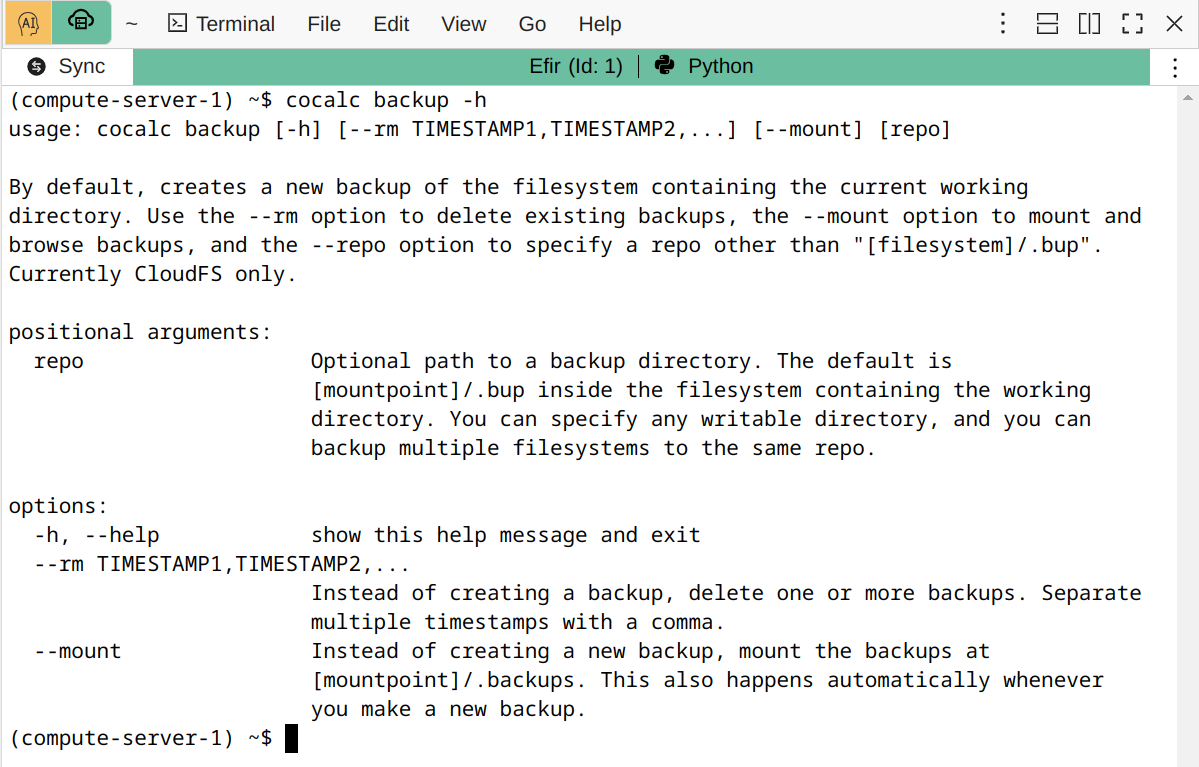 AI ~ Terminal File Edit View Go Help
Sync Efir (Id: 1) | Python
(compute-server-1) ~$ cocalc backup -h
usage: cocalc backup [-h] [--rm TIMESTAMP1,TIMESTAMP2,...] [--mount] [repo]

By default, creates a new backup of the filesystem containing the current working
directory. Use the --rm option to delete existing backups, the --mount option to mount and
browse backups, and the --repo option to specify a repo other than "[filesystem]/.bup".
Currently CloudFS only.

positional arguments:
  repo                  Optional path to a backup directory. The default is
                        [mountpoint]/.bup inside the filesystem containing the working
                        directory. You can specify any writable directory, and you can
                        backup multiple filesystems to the same repo.

options:
  -h, --help            show this help message and exit
  --rm TIMESTAMP1,TIMESTAMP2,...
                        Instead of creating a backup, delete one or more backups. Separate
                        multiple timestamps with a comma.
  --mount               Instead of creating a new backup, mount the backups at
                        [mountpoint]/.backups. This also happens automatically whenever
                        you make a new backup.
(compute-server-1) ~$